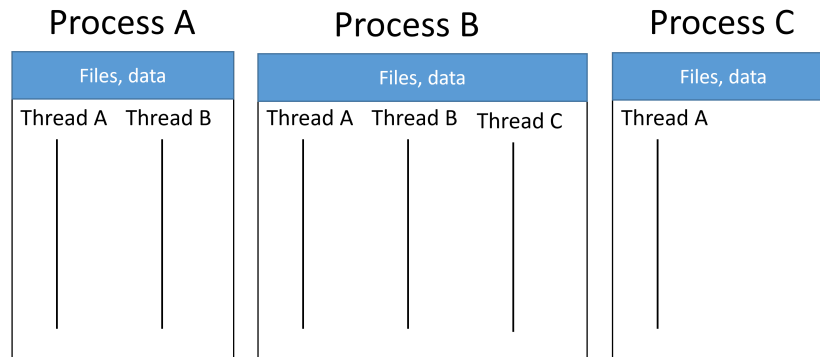 Process A
Files, data
Thread A Thread B
Process B
Files, data
Thread A Thread B Thread C
Process C
Files, data
Thread A